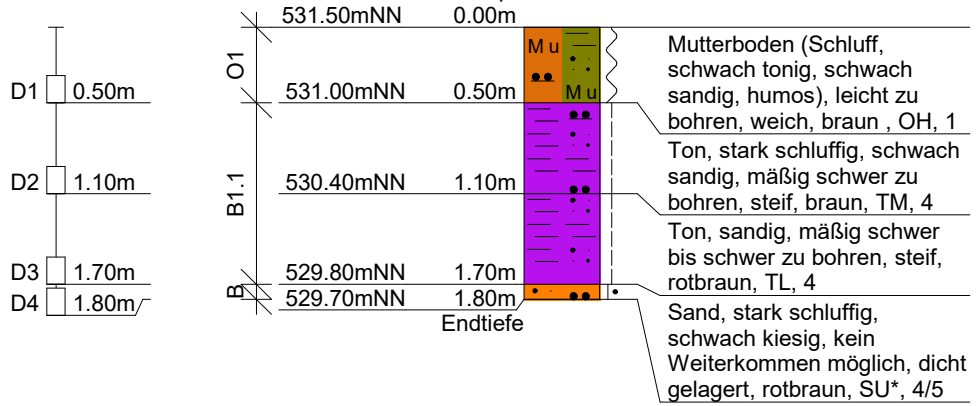 531.50mNN 0.00m
Mu
Mu
O1
D1 0.50m
531.00mNN 0.50m
Mutterboden (Schluff,
schwach tonig, schwach
sandig, humos), leicht zu
bohren, weich, braun , OH, 1
D2 1.10m
B1.1
530.40mNN 1.10m
Ton, stark schluffig, schwach
sandig, mäßig schwer zu
bohren, steif, braun, TM, 4
D3 1.70m
529.80mNN 1.70m
Ton, sandig, mäßig schwer
bis schwer zu bohren, steif,
rotbraun, TL, 4
D4 1.80m
B
529.70mNN 1.80m
Endtiefe
Sand, stark schluffig,
schwach kiesig, kein
Weiterkommen möglich, dicht
gelagert, rotbraun, SU*, 4/5